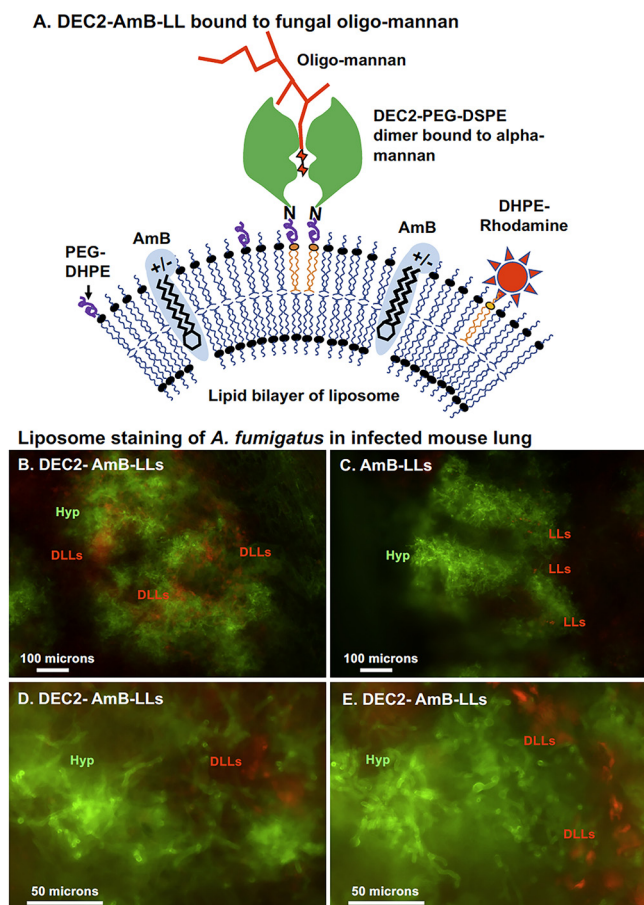 A. DEC2-AmB-LL bound to fungal oligo-mannan
Oligo-mannan
DEC2-PEG-DSPE
dimer bound to alpha-
mannan
N N
PEG-
DHPE
AmB
+/-
AmB
+/-
DHPE-
Rhodamine
Lipid bilayer of liposome
Liposome staining of A. fumigatus in infected mouse lung
B. DEC2- AmB-LLs
Hyp
DLLs
DLLs
DLLs
100 microns
C. AmB-LLs
Hyp
LLs
LLs
LLs
100 microns
D. DEC2- AmB-LLs
Hyp
DLLs
50 microns
E. DEC2- AmB-LLs
DLLs
Hyp
DLLs
50 microns